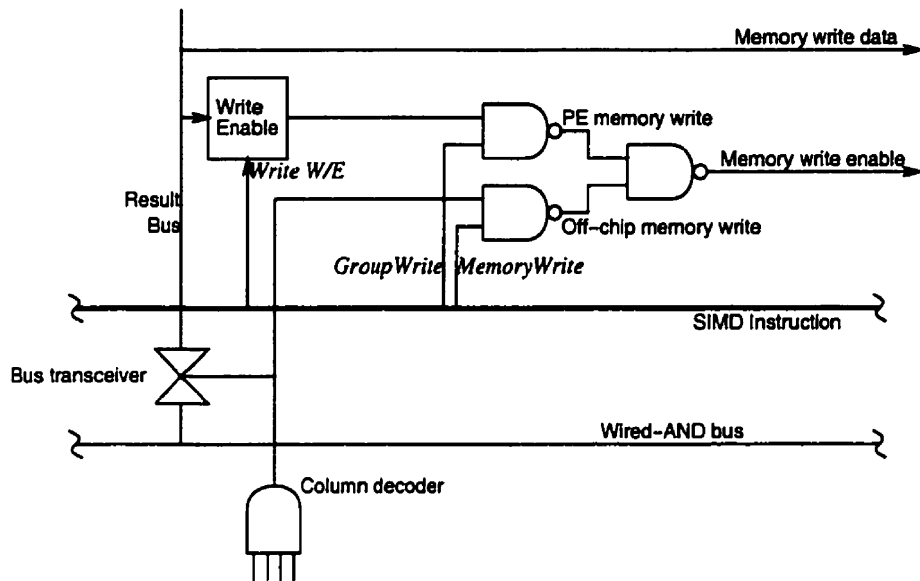 Memory write data
Write
Enable
PE memory write
Memory write enable
Write W/E
Result
Bus
Off-chip memory write
GroupWrite
MemoryWrite
SIMD Instruction
Bus transceiver
Wired-AND bus
Column decoder